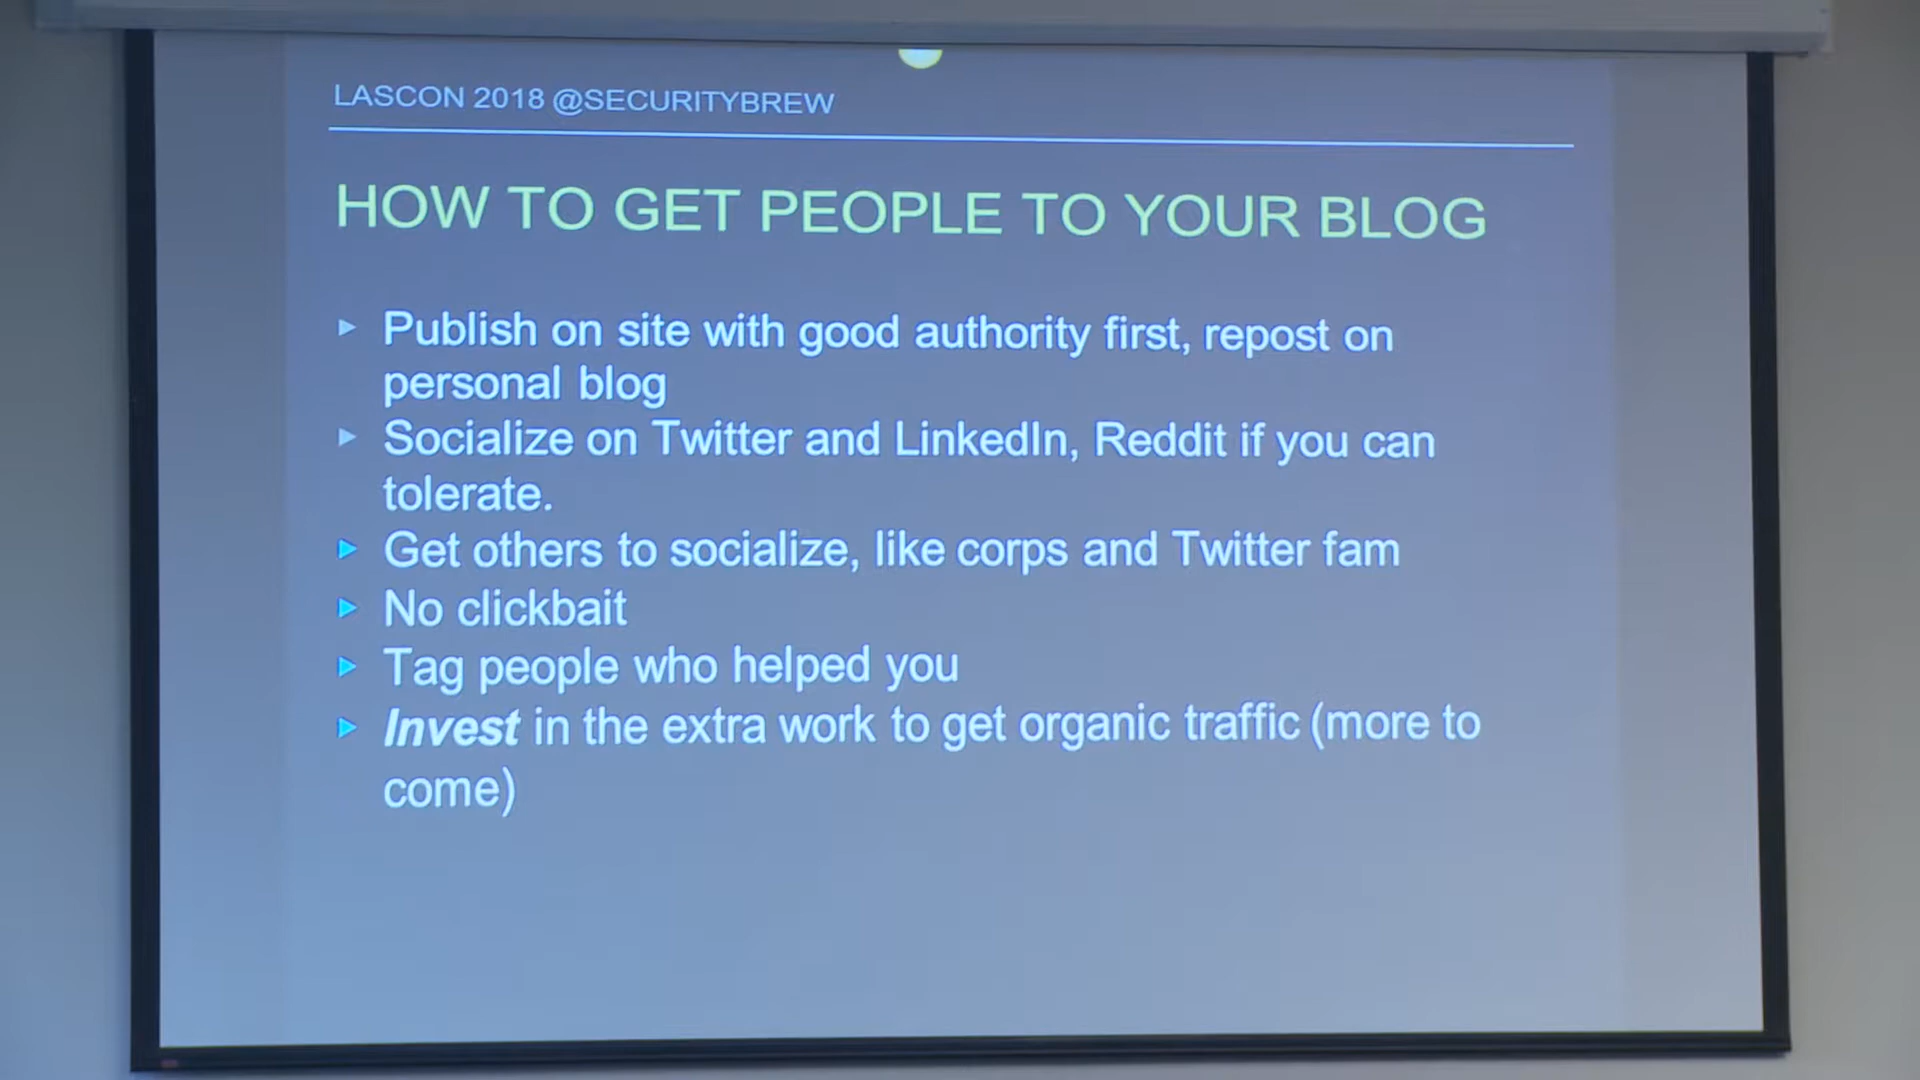 LASCON 2018 @SECURITYBREW
HOW TO GET PEOPLE TO YOUR BLOG
Publish on site with good authority first, repost on
personal blog
Socialize on Twitter and LinkedIn, Reddit if you can
tolerate.
Get others to socialize, like corps and Twitter fam
No clickbait
Tag people who helped you
Invest in the extra work to get organic traffic (more to
come)